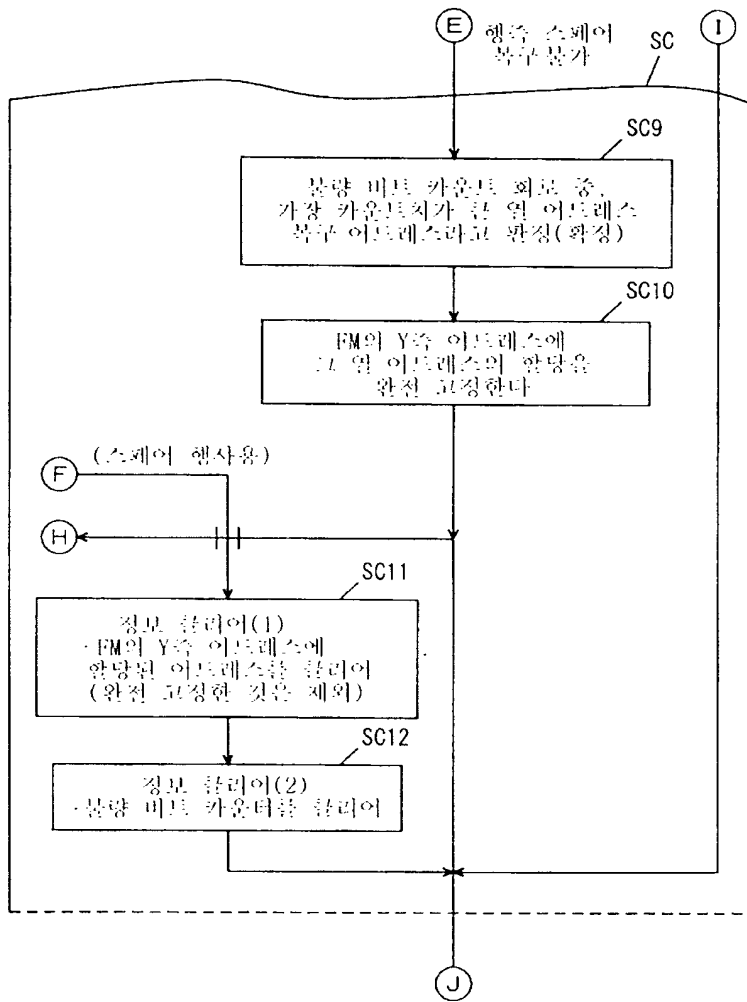 E
행측 스페어
복구불가
I
SC
SC9
불량 비트 카운트 회로 중,
가장 카운트치가 큰 열 어드레스
복구 어드레스라고 판정(확정)
SC10
FM의 Y측 어드레스에
그 열 어드레스의 할당을
완전 고정한다
(스페어 행사용)
F
H
SC11
정보 클리어(1)
·FM의 Y측 어드레스에
할당된 어드레스를 클리어
(완전 고정한 것은 제외)
SC12
정보 클리어(2)
·불량 비트 카운터를 클리어
J